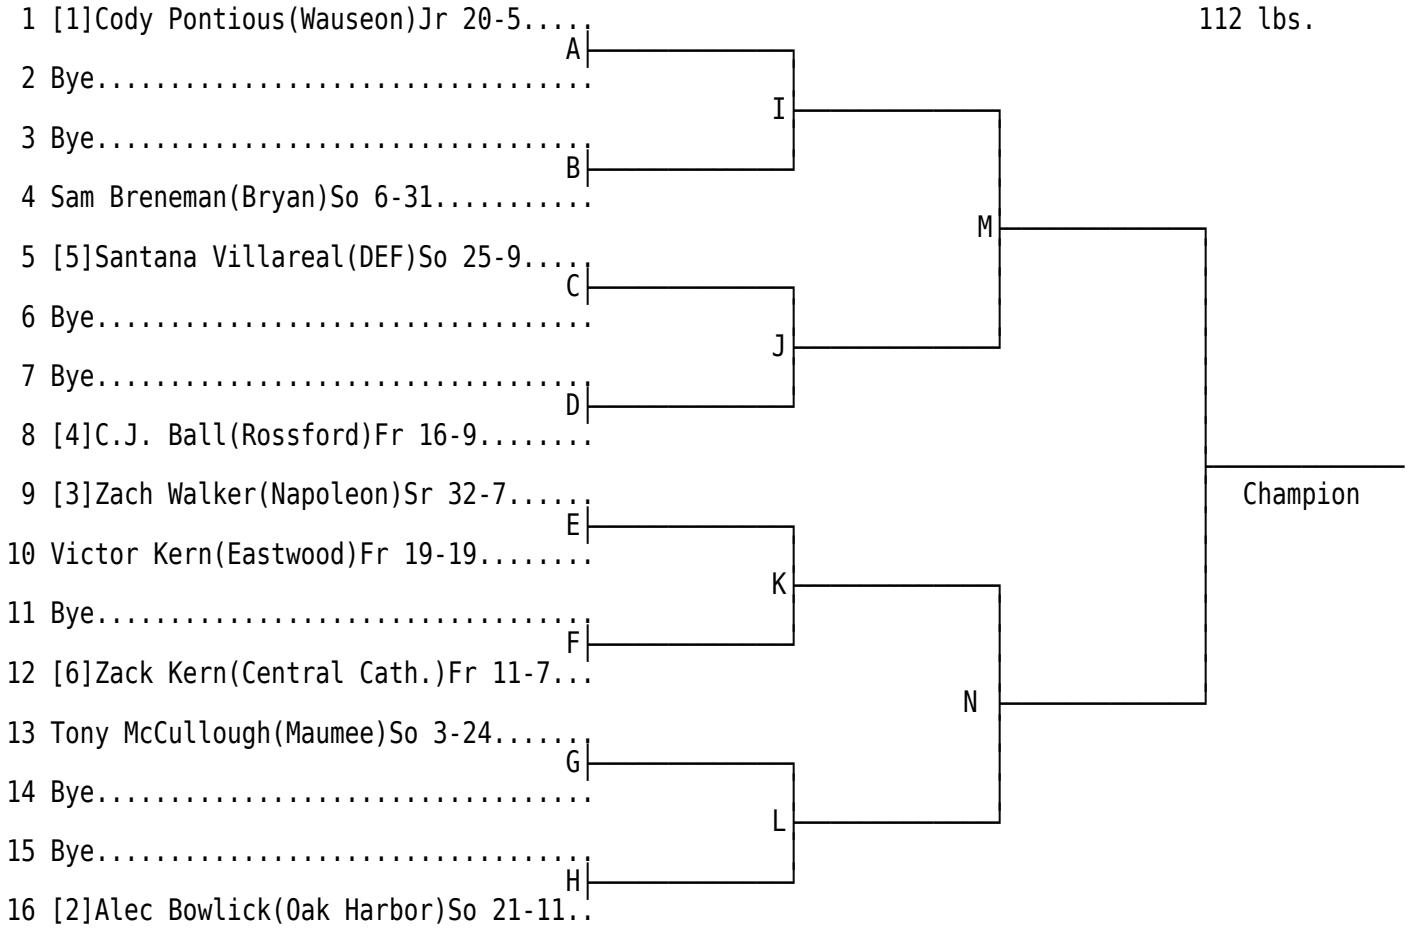 1 [1]Cody Pontious(Wauseon)Jr 20-5..... 112 lbs.
A
2 Bye..................................
I
3 Bye..................................
B
4 Sam Breneman(Bryan)So 6-31...........
M
5 [5]Santana Villareal(DEF)So 25-9.....
C
6 Bye..................................
J
7 Bye..................................
D
8 [4]C.J. Ball(Rossford)Fr 16-9........
9 [3]Zach Walker(Napoleon)Sr 32-7...... Champion
E
10 Victor Kern(Eastwood)Fr 19-19........
K
11 Bye..................................
F
12 [6]Zack Kern(Central Cath.)Fr 11-7...
N
13 Tony McCullough(Maumee)So 3-24.......
G
14 Bye..................................
L
15 Bye..................................
H
16 [2]Alec Bowlick(Oak Harbor)So 21-11..